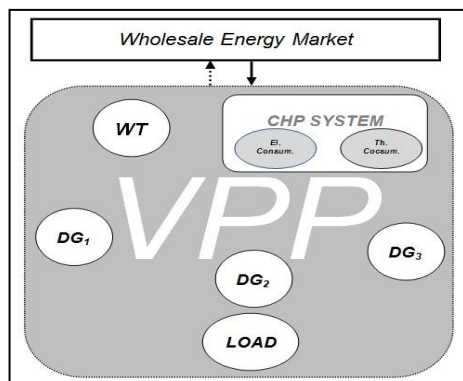 Wholesale Energy Market
WT
CHP SYSTEM
El.
Consum.
Th.
Cocsum.
VPP
DG₁
DG₂
DG₃
LOAD